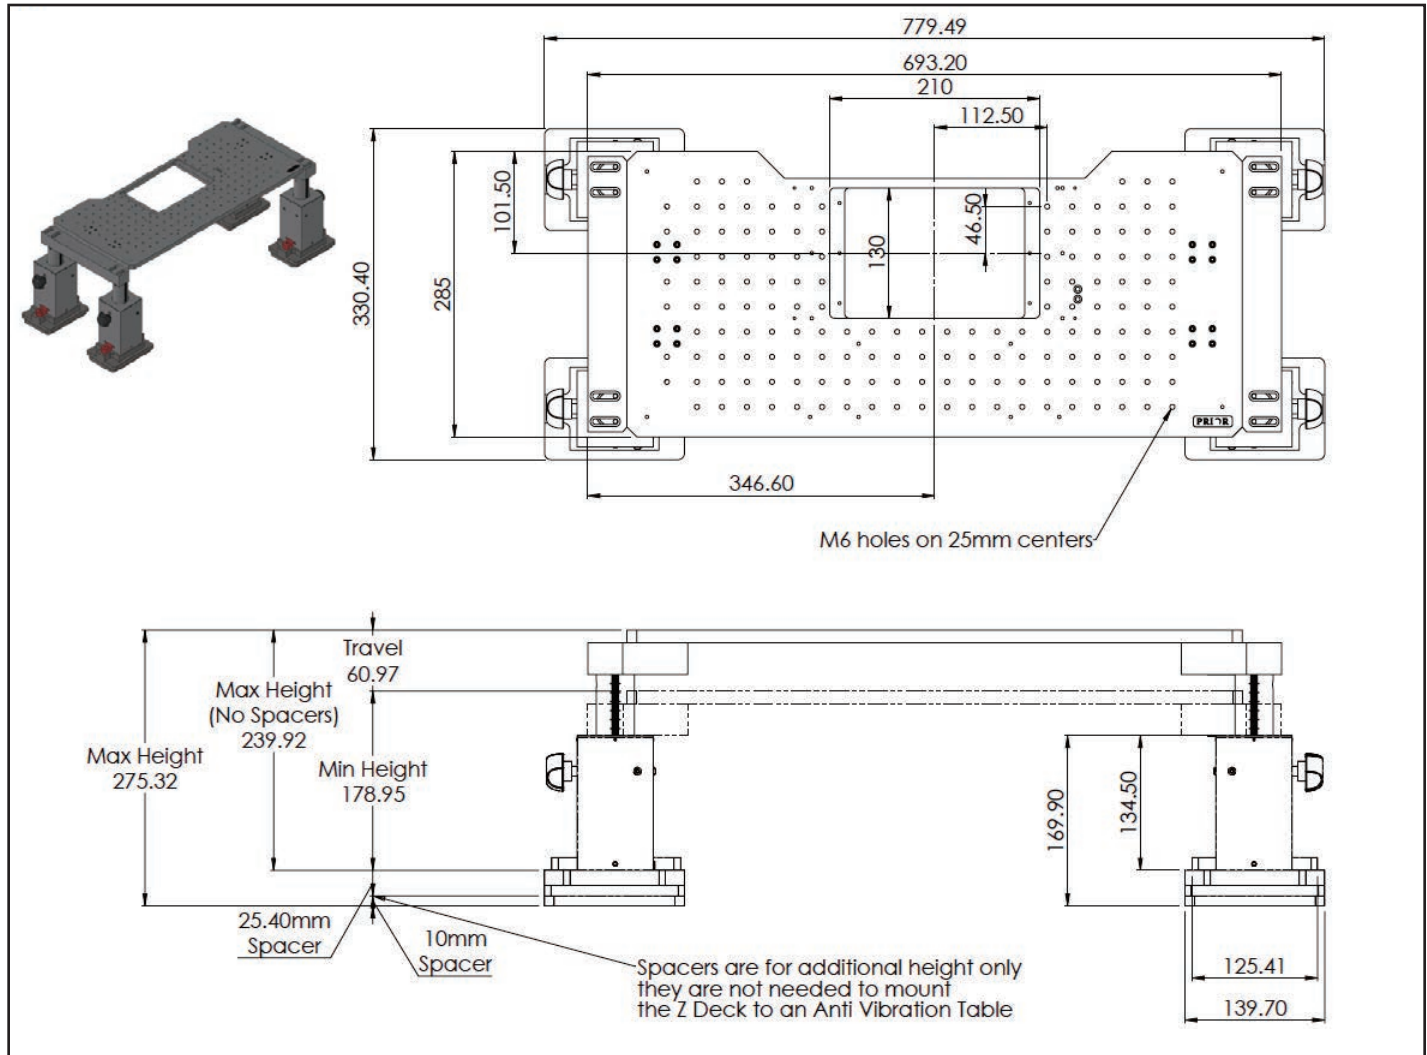 779.49
693.20
210
112.50
101.50
46.50
130
285
330.40
PRIOR
346.60
M6 holes on 25mm centers
Travel
60.97
Max Height
(No Spacers)
239.92
Max Height
275.32
Min Height
178.95
169.90
134.50
25.40mm
Spacer
10mm
Spacer
Spacers are for additional height only
they are not needed to mount
the Z Deck to an Anti Vibration Table
125.41
139.70